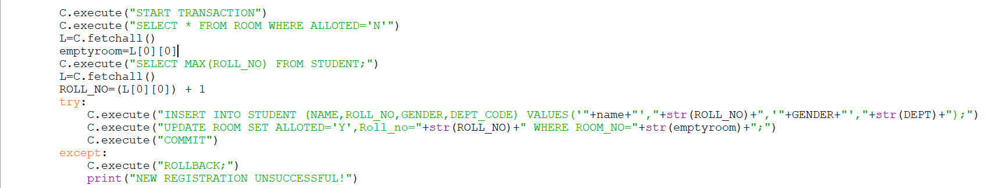 C.execute("START TRANSACTION")
C.execute("SELECT * FROM ROOM WHERE ALLOTED='N'")
L=C.fetchall()
emptyroom=L[0][0]
C.execute("SELECT MAX(ROLL_NO) FROM STUDENT;")
L=C.fetchall()
ROLL_NO=(L[0][0]) + 1
try:
    C.execute("INSERT INTO STUDENT (NAME,ROLL_NO,GENDER,DEPT_CODE) VALUES('"+name+"',"+str(ROLL_NO)+",'"+GENDER+"',"+str(DEPT)+");")
    C.execute("UPDATE ROOM SET ALLOTED='Y',Roll_no="+str(ROLL_NO)+" WHERE ROOM_NO="+str(emptyroom)+";")
    C.execute("COMMIT")
except:
    C.execute("ROLLBACK;")
    print("NEW REGISTRATION UNSUCCESSFUL!")